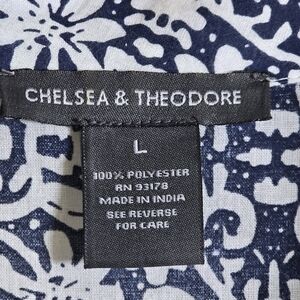 CHELSEA & THEODORE
L
100% POLYESTER
RN 93178
MADE IN INDIA
SEE REVERSE
FOR CARE